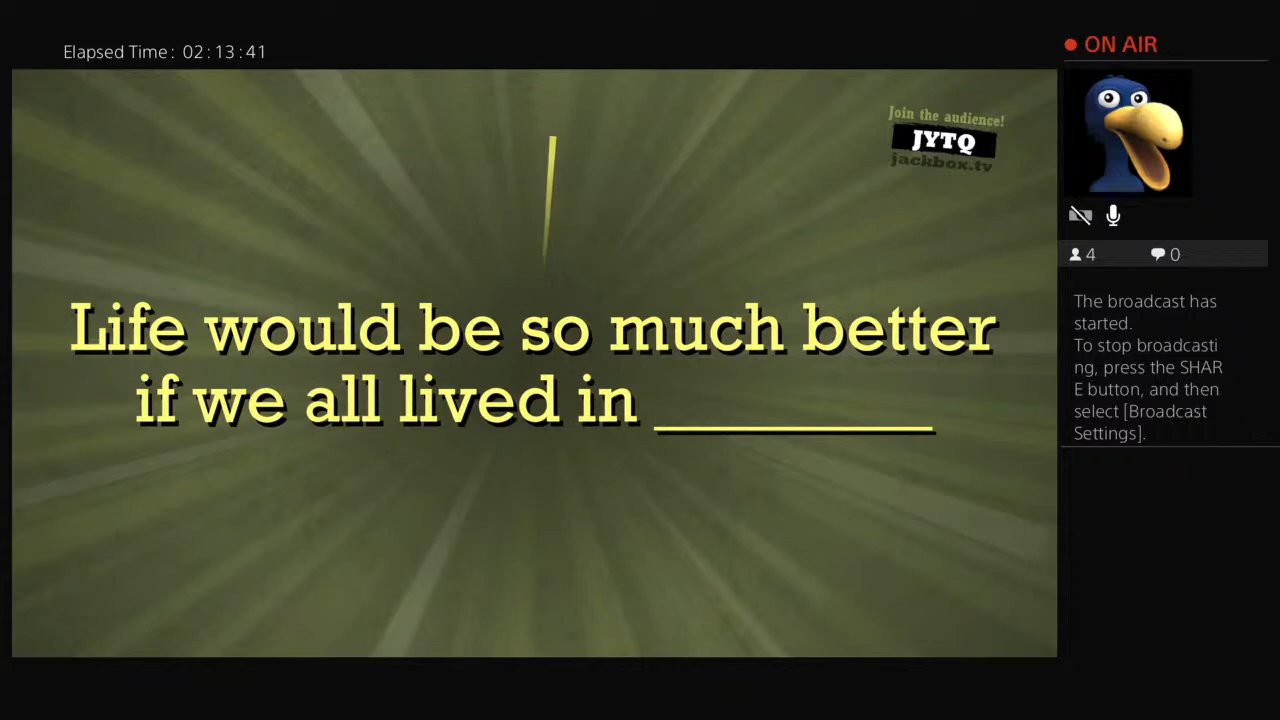 Elapsed Time: 02:13:41
ON AIR
Join the audience!
JYTQ
jackbox.tv
Life would be so much better
if we all lived in __________
4
0
The broadcast has
started.
To stop broadcasti
ng, press the SHAR
E button, and then
select [Broadcast
Settings].